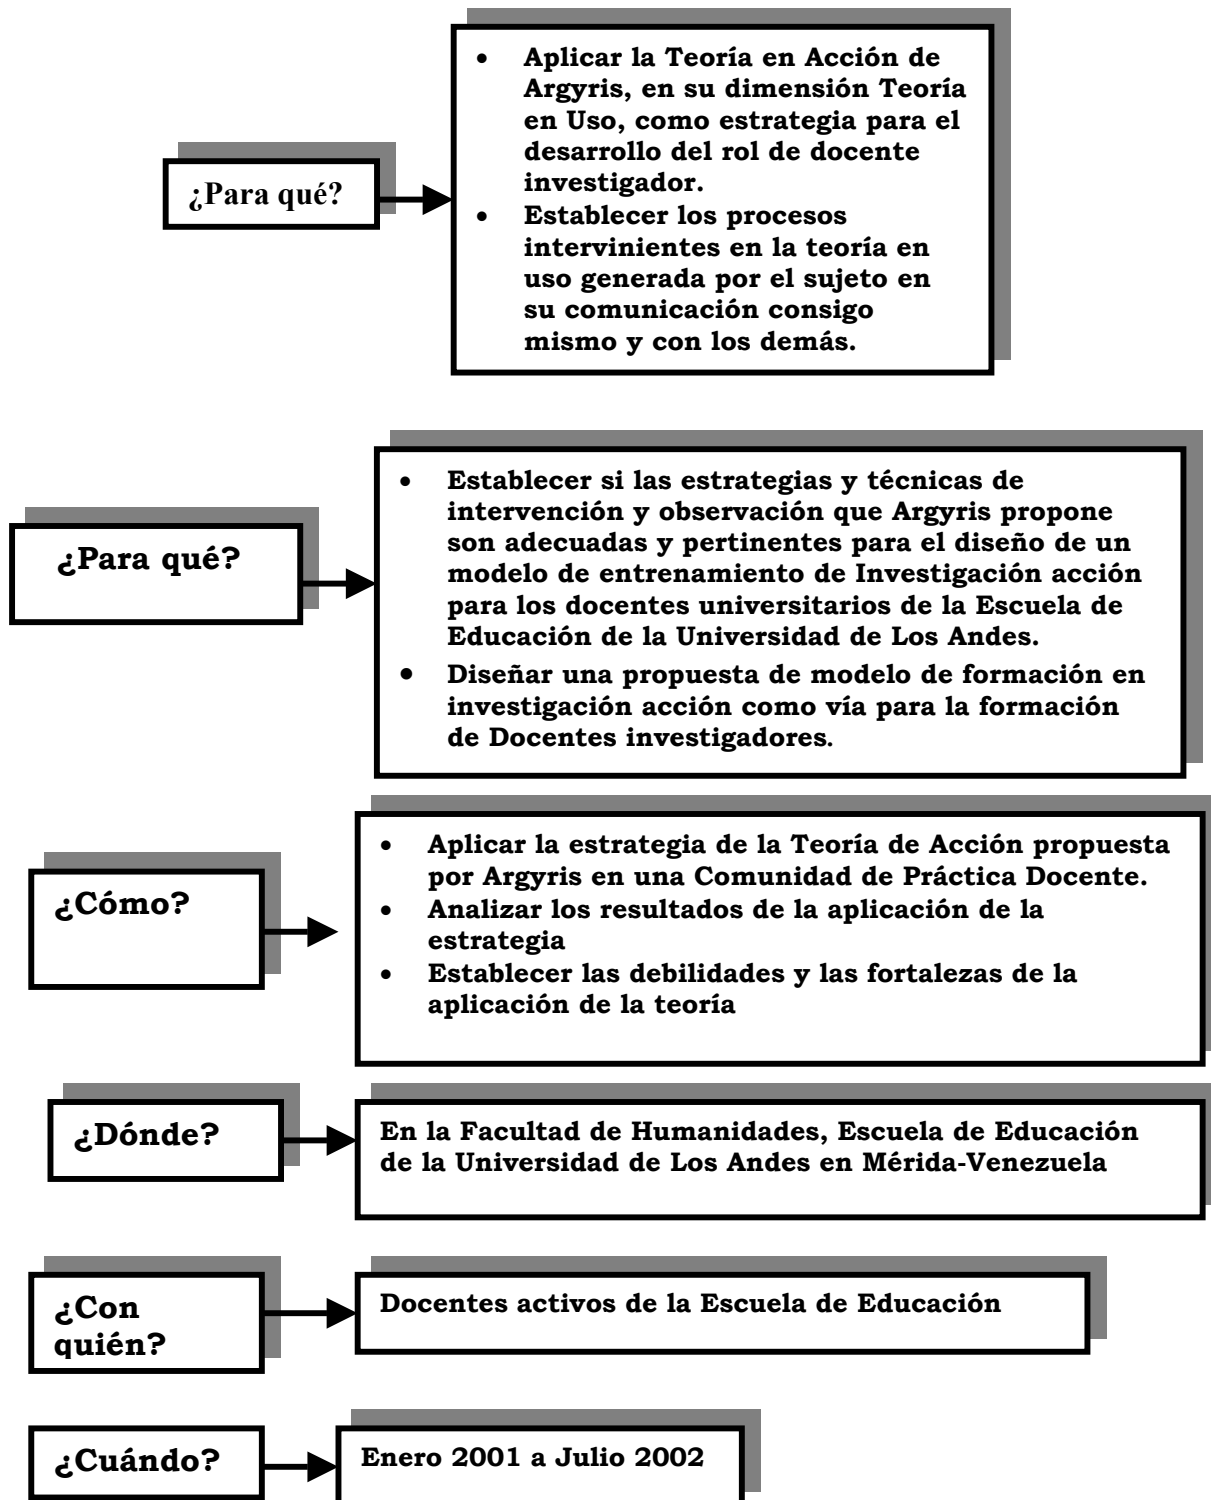 ¿Para qué?
• Aplicar la Teoría en Acción de
Argyris, en su dimensión Teoría
en Uso, como estrategia para el
desarrollo del rol de docente
investigador.
• Establecer los procesos
intervinientes en la teoría en
uso generada por el sujeto en
su comunicación consigo
mismo y con los demás.
¿Para qué?
• Establecer si las estrategias y técnicas de
intervención y observación que Argyris propone
son adecuadas y pertinentes para el diseño de un
modelo de entrenamiento de Investigación acción
para los docentes universitarios de la Escuela de
Educación de la Universidad de Los Andes.
• Diseñar una propuesta de modelo de formación en
investigación acción como vía para la formación
de Docentes investigadores.
¿Cómo?
• Aplicar la estrategia de la Teoría de Acción propuesta
por Argyris en una Comunidad de Práctica Docente.
• Analizar los resultados de la aplicación de la
estrategia
• Establecer las debilidades y las fortalezas de la
aplicación de la teoría
¿Dónde?
En la Facultad de Humanidades, Escuela de Educación
de la Universidad de Los Andes en Mérida-Venezuela
¿Con
quién?
Docentes activos de la Escuela de Educación
¿Cuándo?
Enero 2001 a Julio 2002